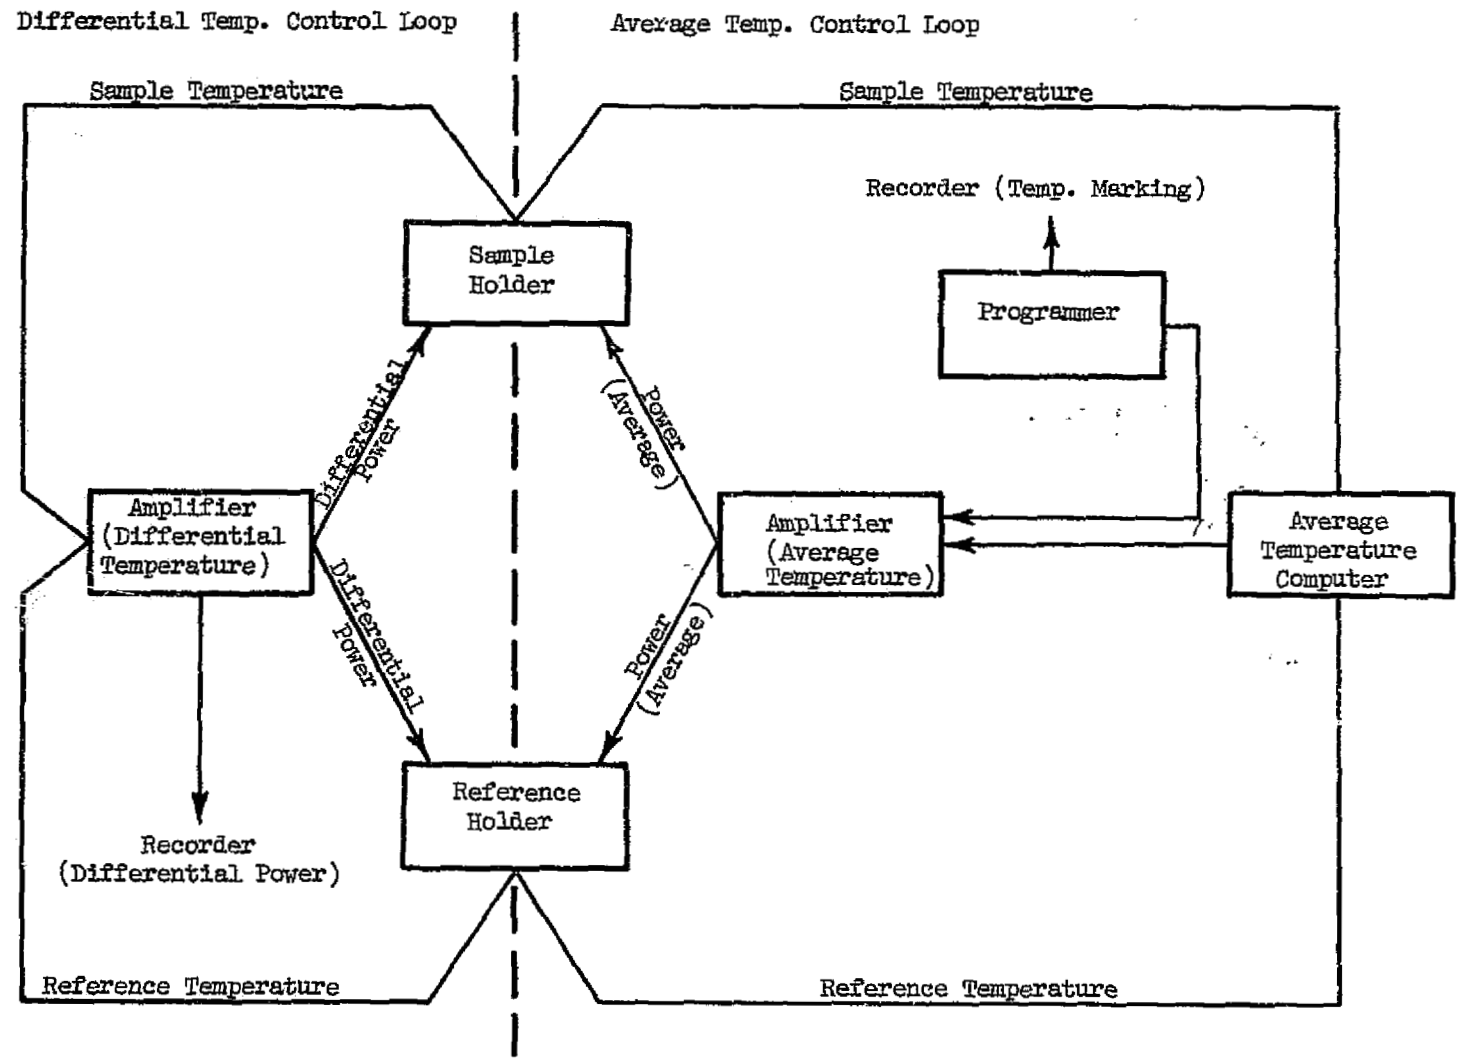 Differential Temp. Control Loop
Average Temp. Control Loop
Sample Temperature
Sample Temperature
Recorder (Temp. Marking)
Sample
Holder
Programmer
Differential
Power
Power
(Average)
Amplifier
(Differential
Temperature)
Amplifier
(Average
Temperature)
Average
Temperature
Computer
Differential
Power
Power
(Average)
Reference
Holder
Recorder
(Differential Power)
Reference Temperature
Reference Temperature